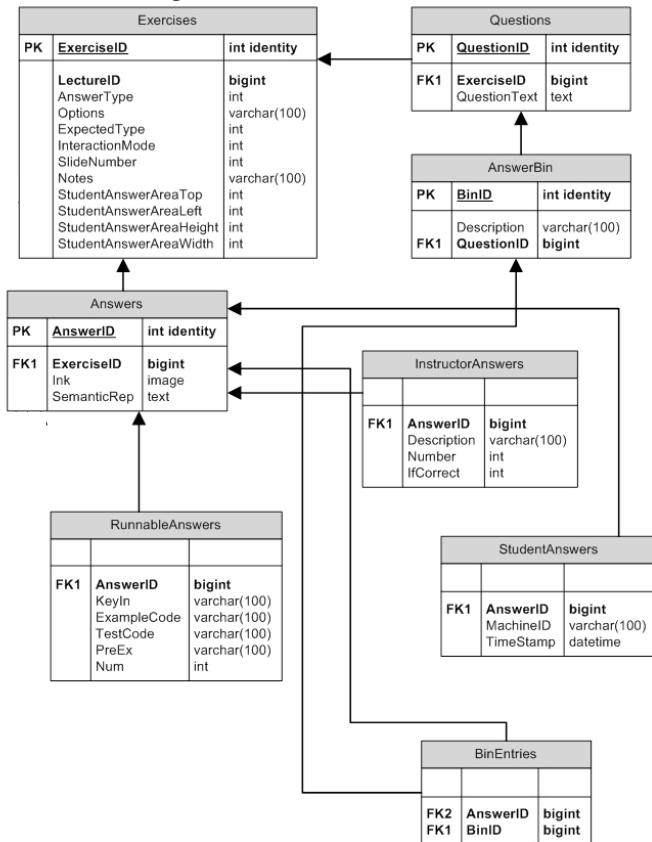 Exercises
PK ExerciseID int identity
LectureID bigint
AnswerType int
Options varchar(100)
ExpectedType int
InteractionMode int
SlideNumber int
Notes varchar(100)
StudentAnswerAreaTop int
StudentAnswerAreaLeft int
StudentAnswerAreaHeight int
StudentAnswerAreaWidth int
Questions
PK QuestionID int identity
FK1 ExerciseID bigint
QuestionText text
AnswerBin
PK BinID int identity
Description varchar(100)
FK1 QuestionID bigint
Answers
PK AnswerID int identity
FK1 ExerciseID bigint
Ink image
SemanticRep text
InstructorAnswers
FK1 AnswerID bigint
Description varchar(100)
Number int
IfCorrect int
RunnableAnswers
FK1 AnswerID bigint
KeyIn varchar(100)
ExampleCode varchar(100)
TestCode varchar(100)
PreEx varchar(100)
Num int
StudentAnswers
FK1 AnswerID bigint
MachineID varchar(100)
TimeStamp datetime
BinEntries
FK2 AnswerID bigint
FK1 BinID bigint